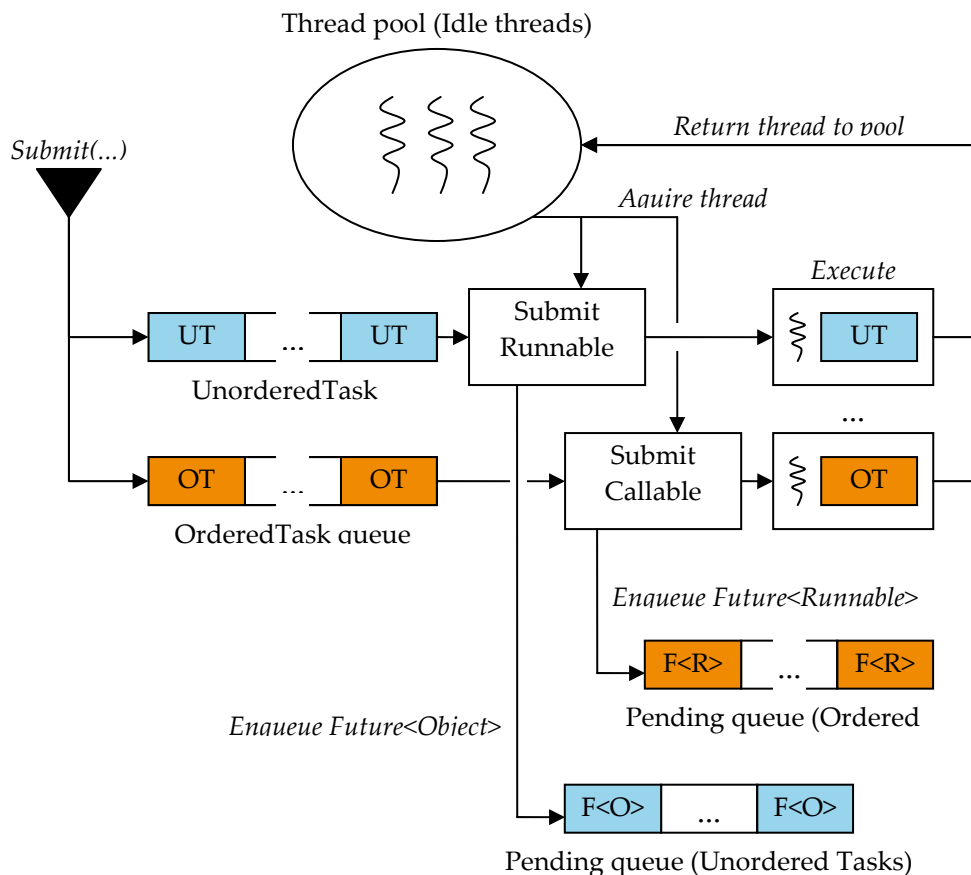 Thread pool (Idle threads)
Return thread to pool
Submit(...)
Aquire thread
Execute
Submit
Runnable
UT ... UT
UT
UnorderedTask
...
Submit
Callable
OT ... OT
OT
OrderedTask queue
Enqueue Future<Runnable>
F<R> ... F<R>
Pending queue (Ordered
Enqueue Future<Object>
F<O> ... F<O>
Pending queue (Unordered Tasks)